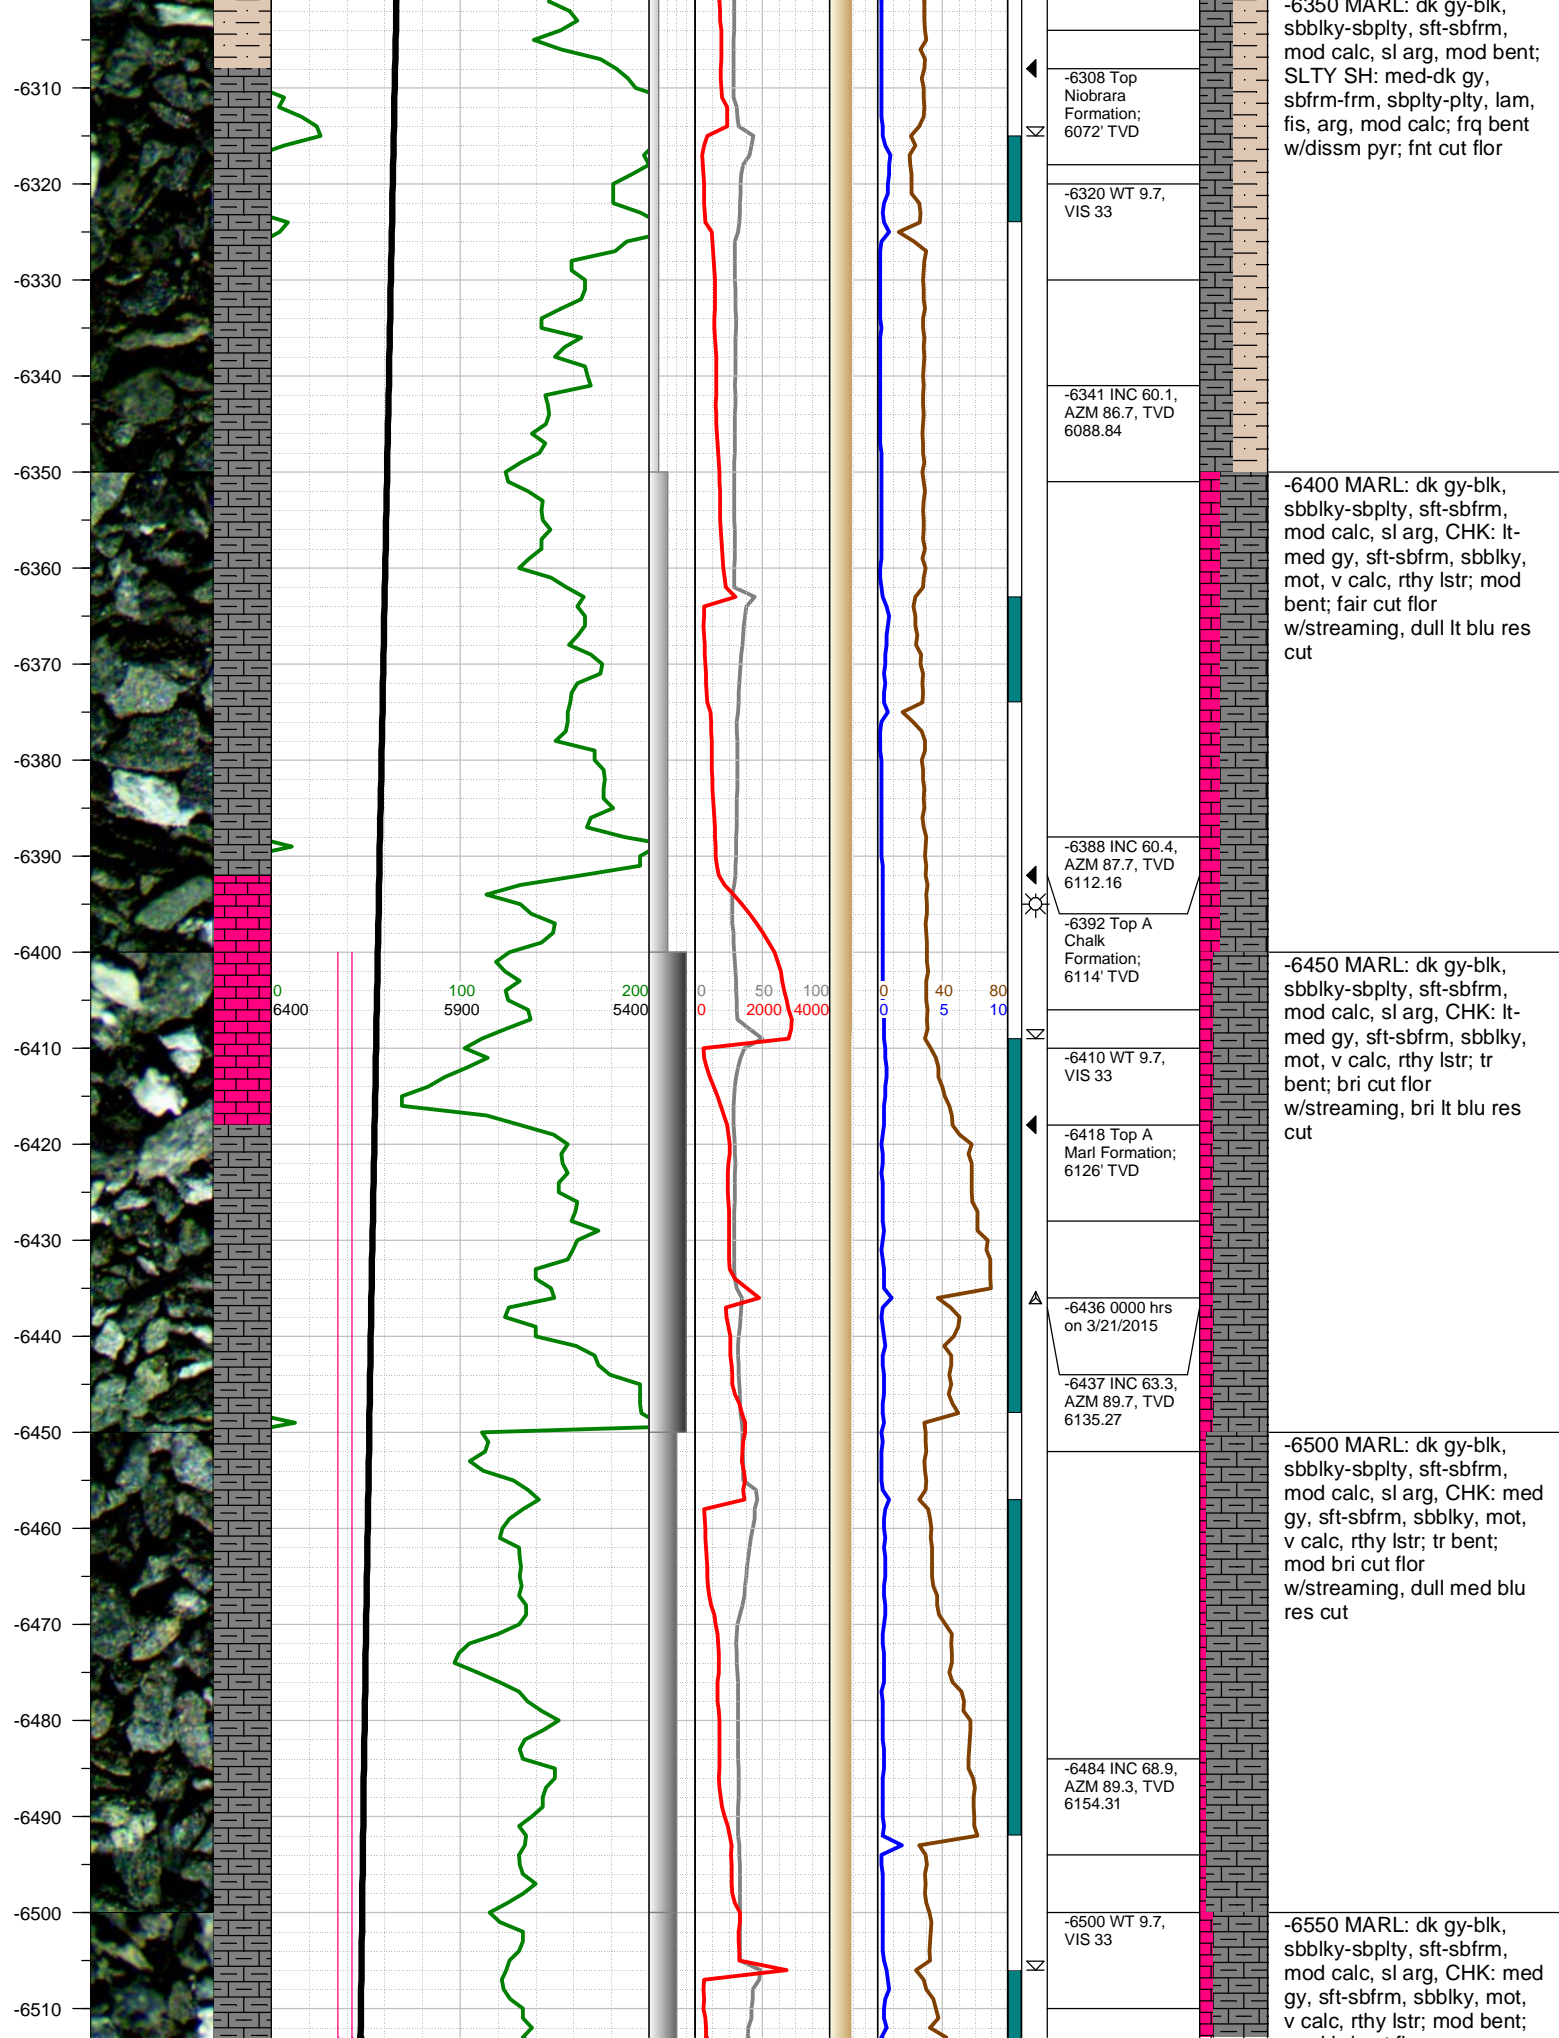 -6310
-6320
-6330
-6340
-6350
-6360
-6370
-6380
-6390
-6400
-6410
-6420
-6430
-6440
-6450
-6460
-6470
-6480
-6490
-6500
-6510
0 100 200
6400 5900 5400
0 50 100
0 2000 4000
0 40 80
0 5 10
-6308 Top
Niobrara
Formation;
6072' TVD
-6320 WT 9.7,
VIS 33
-6341 INC 60.1,
AZM 86.7, TVD
6088.84
-6388 INC 60.4,
AZM 87.7, TVD
6112.16
-6392 Top A
Chalk
Formation;
6114' TVD
-6410 WT 9.7,
VIS 33
-6418 Top A
Marl Formation;
6126' TVD
-6436 0000 hrs
on 3/21/2015
-6437 INC 63.3,
AZM 89.7, TVD
6135.27
-6484 INC 68.9,
AZM 89.3, TVD
6154.31
-6500 WT 9.7,
VIS 33
-6350 MARL: dk gy-blk,
sbblky-sbplty, sft-sbfrm,
mod calc, sl arg, mod bent;
SLTY SH: med-dk gy,
sbfrm-frm, sbplty-plty, lam,
fis, arg, mod calc; frq bent
w/dissm pyr; fnt cut flor
-6400 MARL: dk gy-blk,
sbblky-sbplty, sft-sbfrm,
mod calc, sl arg, CHK: lt-
med gy, sft-sbfrm, sbblky,
mot, v calc, rthy lstr; mod
bent; fair cut flor
w/streaming, dull lt blu res
cut
-6450 MARL: dk gy-blk,
sbblky-sbplty, sft-sbfrm,
mod calc, sl arg, CHK: lt-
med gy, sft-sbfrm, sbblky,
mot, v calc, rthy lstr; tr
bent; bri cut flor
w/streaming, bri lt blu res
cut
-6500 MARL: dk gy-blk,
sbblky-sbplty, sft-sbfrm,
mod calc, sl arg, CHK: med
gy, sft-sbfrm, sbblky, mot,
v calc, rthy lstr; tr bent;
mod bri cut flor
w/streaming, dull med blu
res cut
-6550 MARL: dk gy-blk,
sbblky-sbplty, sft-sbfrm,
mod calc, sl arg, CHK: med
gy, sft-sbfrm, sbblky, mot,
v calc, rthy lstr; mod bent;